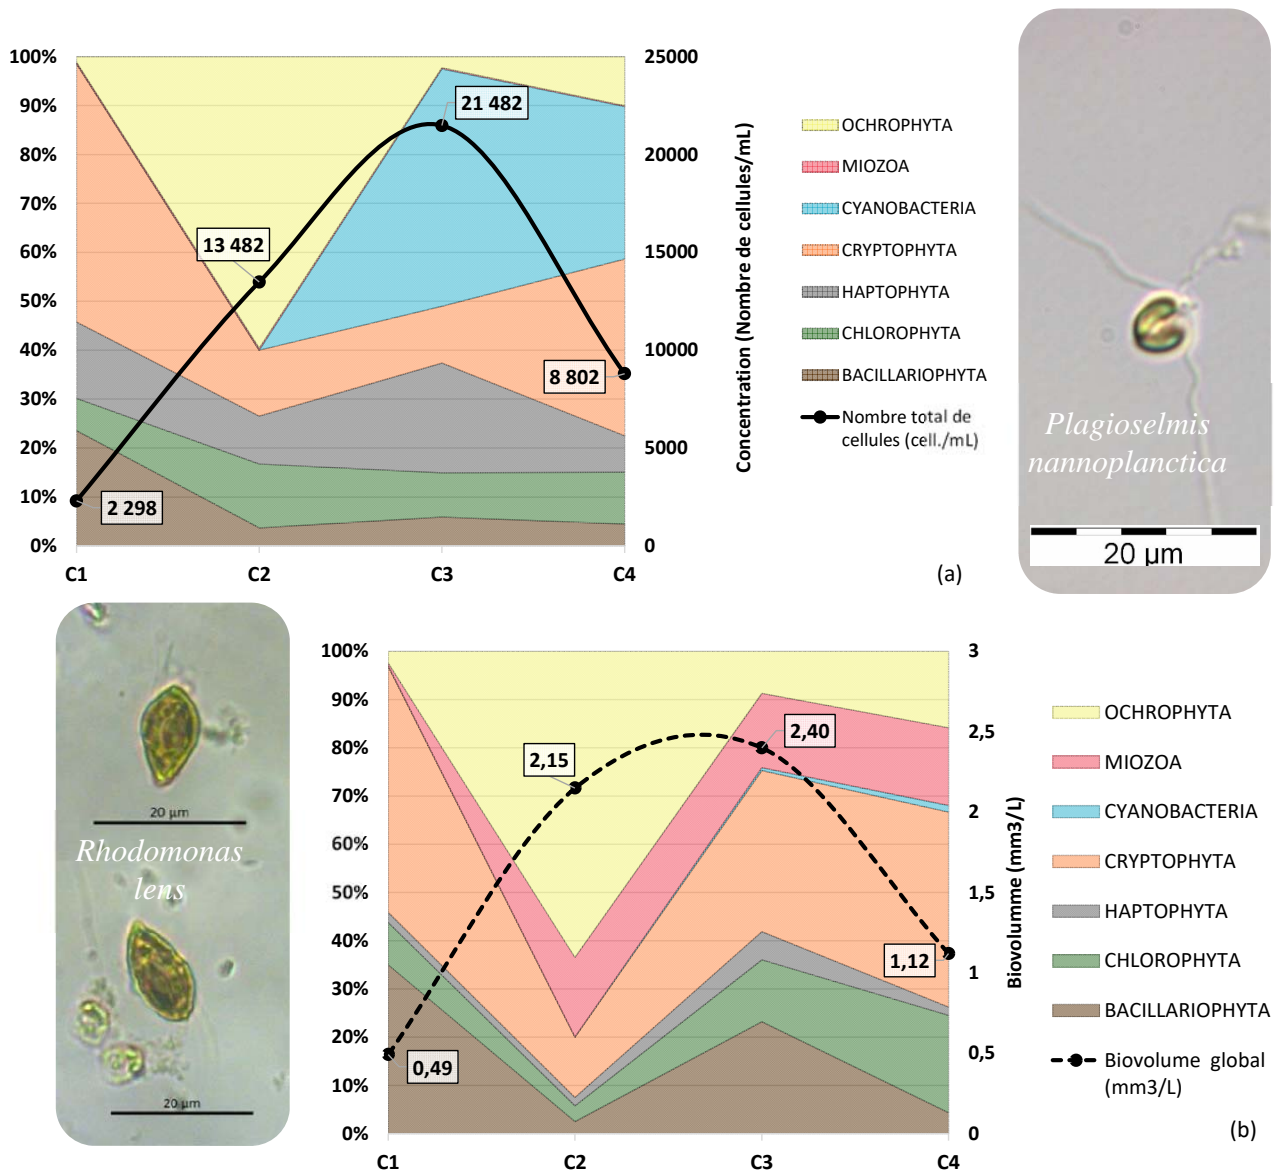 100%
90%
80%
70%
60%
50%
40%
30%
20%
10%
0%
25000
20000
15000
10000
5000
0
C1
C2
C3
C4
2 298
13 482
21 482
8 802
Concentration (Nombre de cellules/mL)
OCHROPHYTA
MIOZOA
CYANOBACTERIA
CRYPTOPHYTA
HAPTOPHYTA
CHLOROPHYTA
BACILLARIOPHYTA
Nombre total de
cellules (cell./mL)
(a)
Plagioselmis
nannoplanctica
20 µm
20 µm
Rhodomonas
lens
20 µm
100%
90%
80%
70%
60%
50%
40%
30%
20%
10%
0%
3
2,5
2
1,5
1
0,5
0
C1
C2
C3
C4
0,49
2,15
2,40
1,12
Biovolumme (mm3/L)
OCHROPHYTA
MIOZOA
CYANOBACTERIA
CRYPTOPHYTA
HAPTOPHYTA
CHLOROPHYTA
BACILLARIOPHYTA
Biovolume global
(mm3/L)
(b)